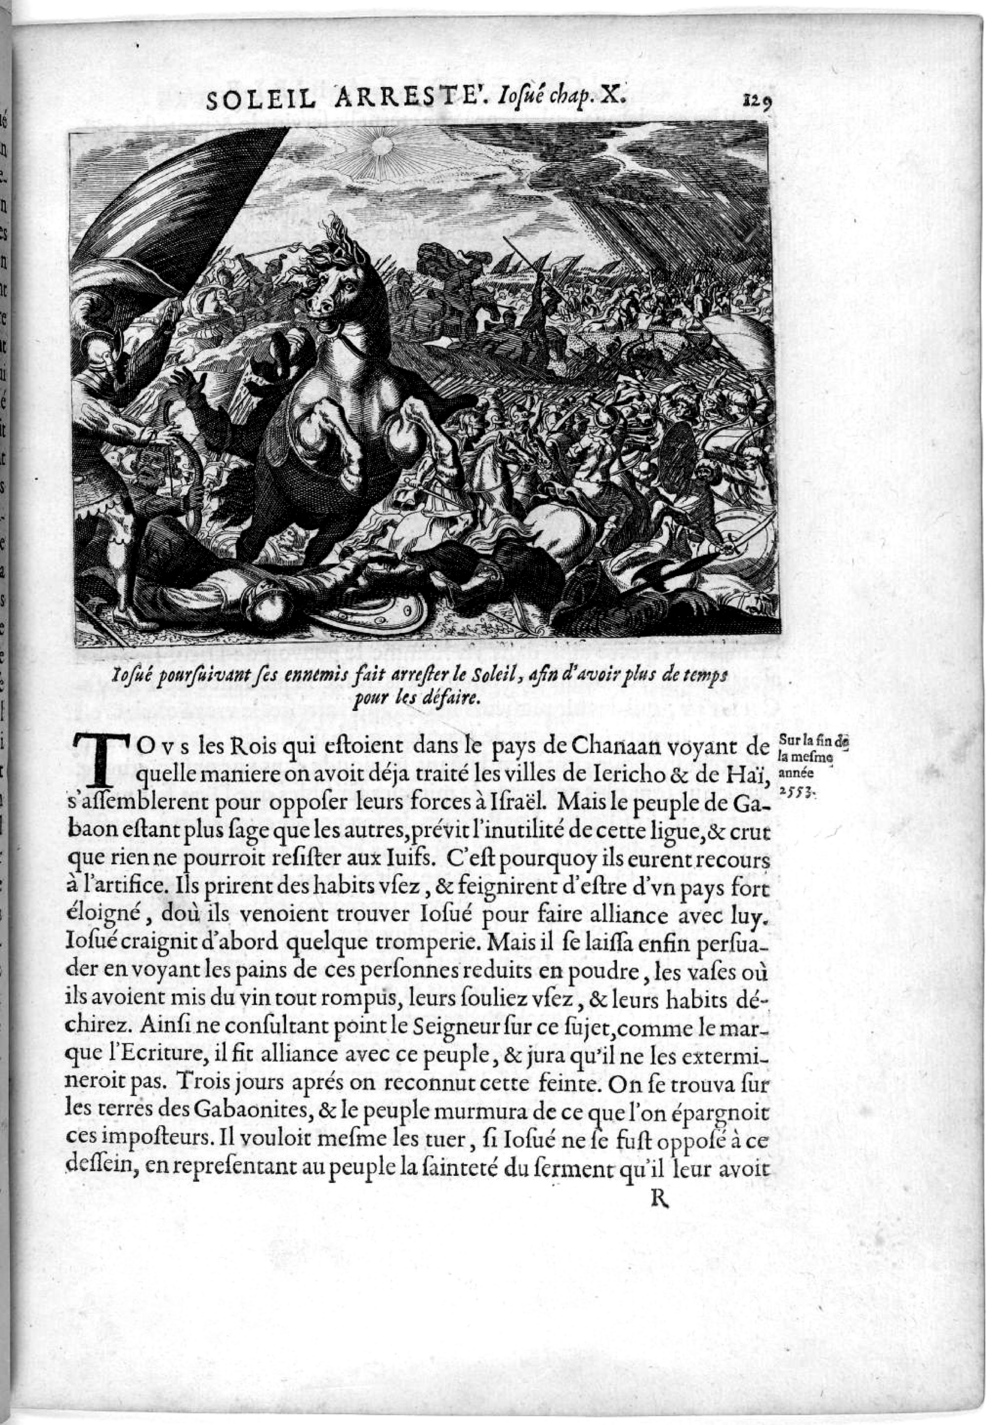 SOLEIL ARRESTE'. Ioſué chap. X. 129
Ioſué pourſuivant ſes ennemis fait arreſter le Soleil, afin d'avoir plus de temps
pour les défaire.
TOVS les Rois qui eſtoient dans le pays de Chanaan voyant de
quelle maniere on avoit déja traité les villes de Iericho & de Haï,
s'aſſemblerent pour oppoſer leurs forces à Iſraël. Mais le peuple de Ga-
baon eſtant plus ſage que les autres, prévit l'inutilité de cette ligue, & crut
que rien ne pourroit reſiſter aux Iuifs. C'eſt pourquoy ils eurent recours
à l'artifice. Ils prirent des habits vſez, & feignirent d'eſtre d'vn pays fort
éloigné, doù ils venoient trouver Ioſué pour faire alliance avec luy.
Ioſué craignit d'abord quelque tromperie. Mais il ſe laiſſa enfin perſua-
der en voyant les pains de ces perſonnes reduits en poudre, les vaſes où
ils avoient mis du vin tout rompus, leurs ſouliez vſez, & leurs habits dé-
chirez. Ainſi ne conſultant point le Seigneur ſur ce ſujet, comme le mar-
que l'Ecriture, il fit alliance avec ce peuple, & jura qu'il ne les extermi-
neroit pas. Trois jours aprés on reconnut cette feinte. On ſe trouva ſur
les terres des Gabaonites, & le peuple murmura de ce que l'on épargnoit
ces impoſteurs. Il vouloit meſme les tuer, ſi Ioſué ne ſe fuſt oppoſé à ce
deſſein, en repreſentant au peuple la ſainteté du ſerment qu'il leur avoit
R
Sur la fin de
la meſme
année
2553.